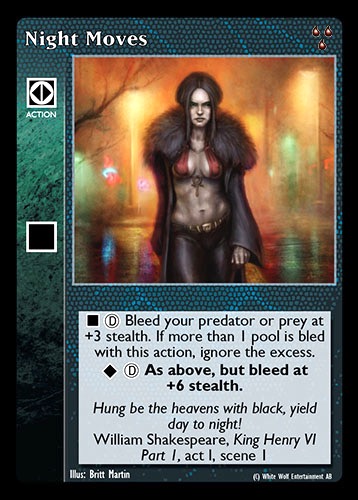 Night Moves
ACTION
D Bleed your predator or prey at
+3 stealth. If more than 1 pool is bled
with this action, ignore the excess.
D As above, but bleed at
+6 stealth.
Hung be the heavens with black, yield
day to night!
William Shakespeare, King Henry VI
Part 1, act I, scene 1
Illus: Britt Martin
(C) White Wolf Entertainment AB